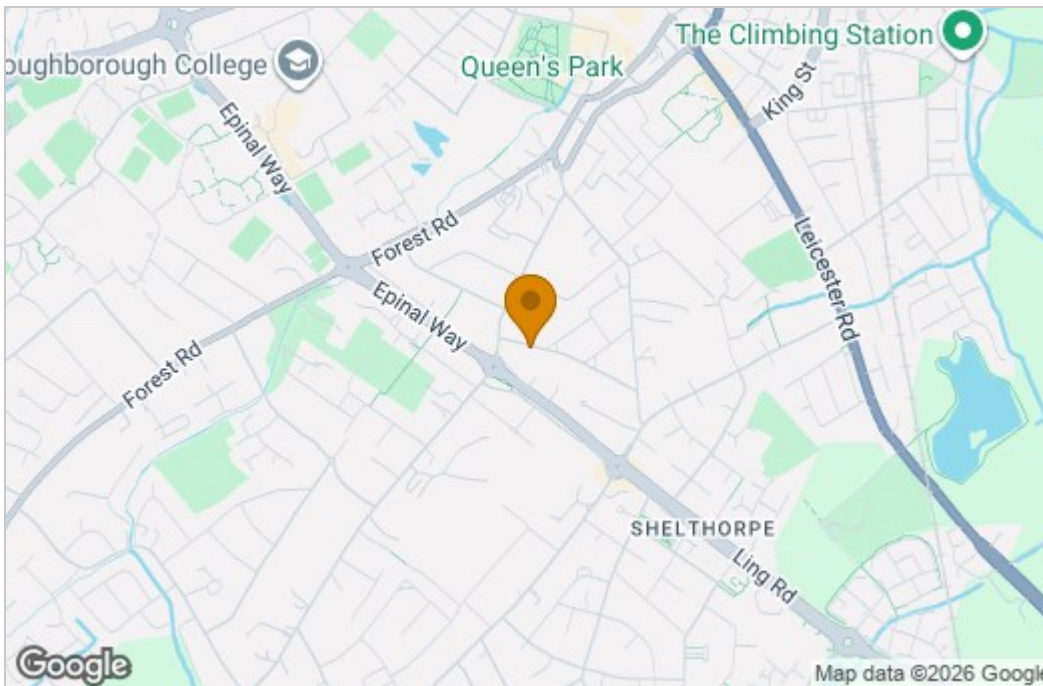 oughborough College
Queen's Park
The Climbing Station
King St
Epinal Way
Forest Rd
Leicester Rd
Epinal Way
Forest Rd
SHELTHORPE
Ling Rd
Google
Map data ©2026 Google